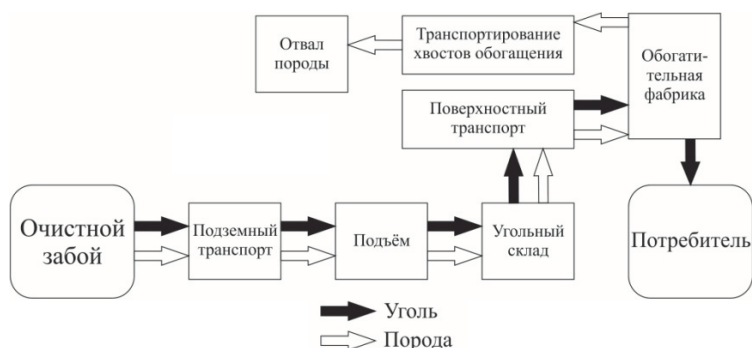 Отвал
породы
Транспортирование
хвостов обогащения
Обогати-
тельная
фабрика
Поверхностный
транспорт
Очистной
забой
Подземный
транспорт
Подъём
Угольный
склад
Потребитель
Уголь
Порода